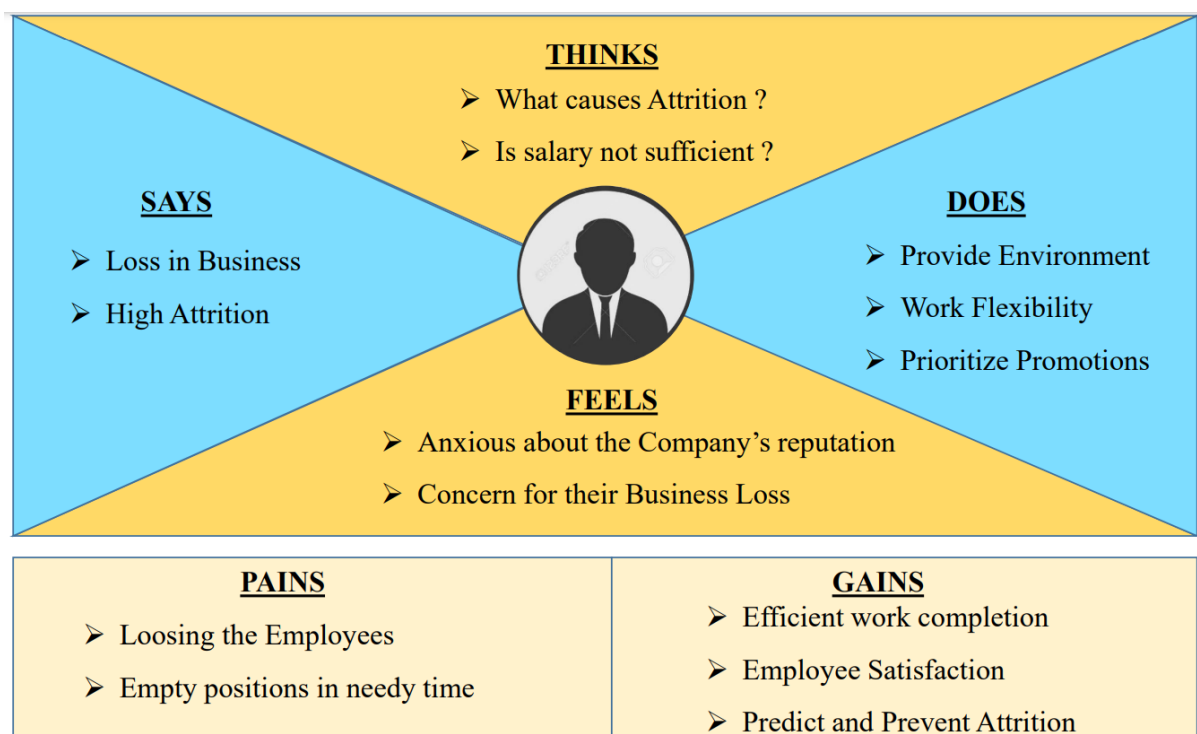 THINKS
➢ What causes Attrition ?
➢ Is salary not sufficient ?
SAYS
➢ Loss in Business
➢ High Attrition
DOES
➢ Provide Environment
➢ Work Flexibility
➢ Prioritize Promotions
FEELS
➢ Anxious about the Company’s reputation
➢ Concern for their Business Loss
PAINS
➢ Loosing the Employees
➢ Empty positions in needy time
GAINS
➢ Efficient work completion
➢ Employee Satisfaction
➢ Predict and Prevent Attrition